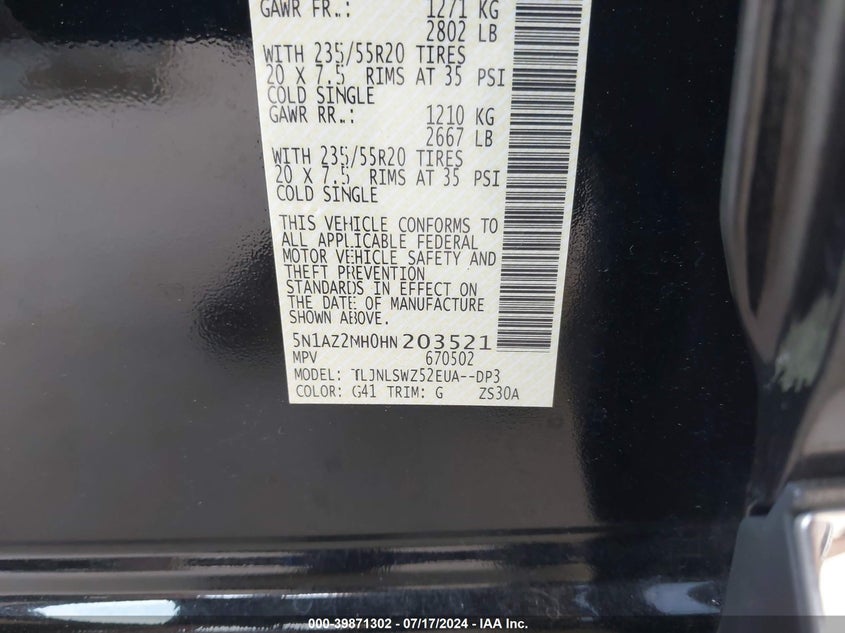 GAWR FR.: 1271 KG
2802 LB
WITH 235/55R20 TIRES
20 X 7.5 RIMS AT 35 PSI
COLD SINGLE
GAWR RR.: 1210 KG
2667 LB
WITH 235/55R20 TIRES
20 X 7.5 RIMS AT 35 PSI
COLD SINGLE
THIS VEHICLE CONFORMS TO
ALL APPLICABLE FEDERAL
MOTOR VEHICLE SAFETY AND
THEFT PREVENTION
STANDARDS IN EFFECT ON
THE DATE OF MANUFACTURE
SHOWN ABOVE.
5N1AZ2MH0HN203521
MPV 670502
MODEL: TLJNLSWZ52EUA--DP3
COLOR: G41 TRIM: G ZS30A
000-39871302 - 07/17/2024 - IAA Inc.